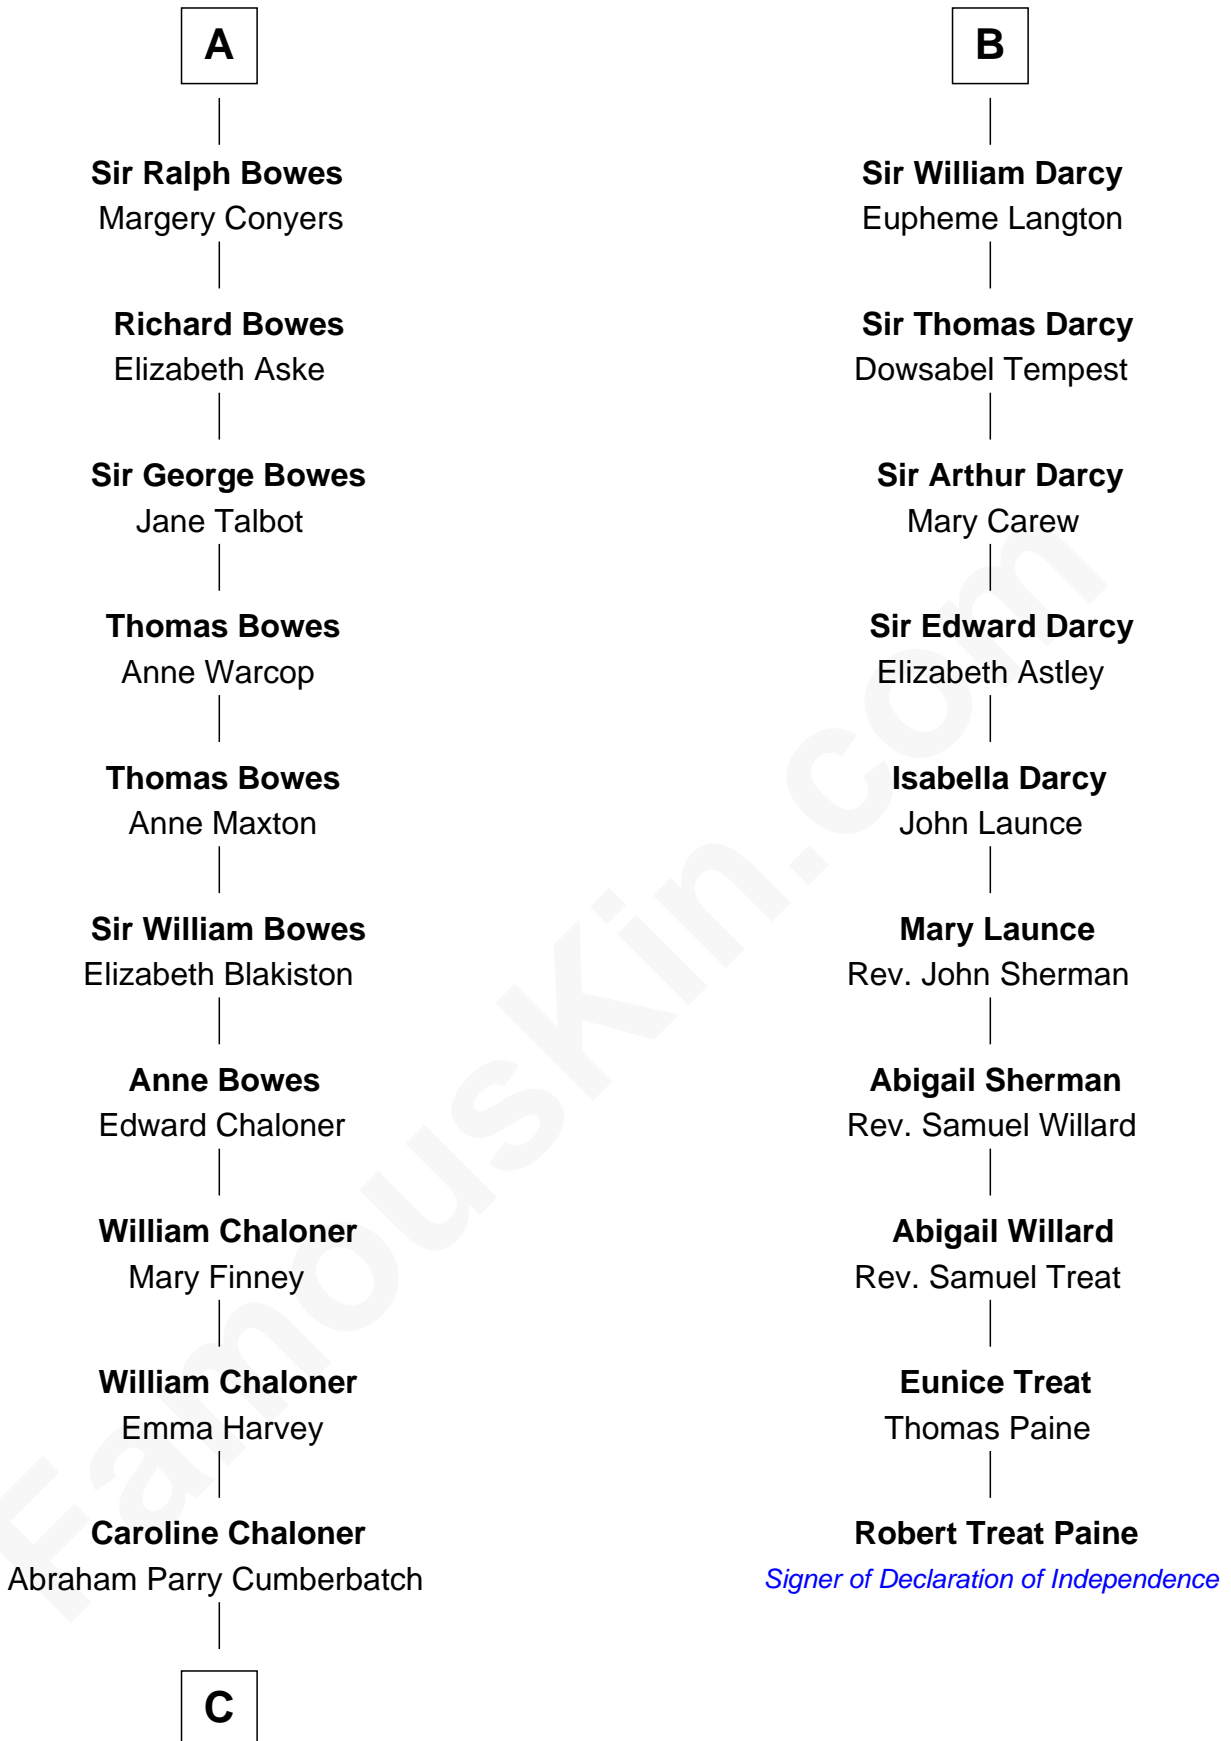 A
Sir Ralph Bowes
Margery Conyers
Richard Bowes
Elizabeth Aske
Sir George Bowes
Jane Talbot
Thomas Bowes
Anne Warcop
Thomas Bowes
Anne Maxton
Sir William Bowes
Elizabeth Blakiston
Anne Bowes
Edward Chaloner
William Chaloner
Mary Finney
William Chaloner
Emma Harvey
Caroline Chaloner
Abraham Parry Cumberbatch
C
B
Sir William Darcy
Eupheme Langton
Sir Thomas Darcy
Dowsabel Tempest
Sir Arthur Darcy
Mary Carew
Sir Edward Darcy
Elizabeth Astley
Isabella Darcy
John Launce
Mary Launce
Rev. John Sherman
Abigail Sherman
Rev. Samuel Willard
Abigail Willard
Rev. Samuel Treat
Eunice Treat
Thomas Paine
Robert Treat Paine
Signer of Declaration of Independence
FamousKin.com